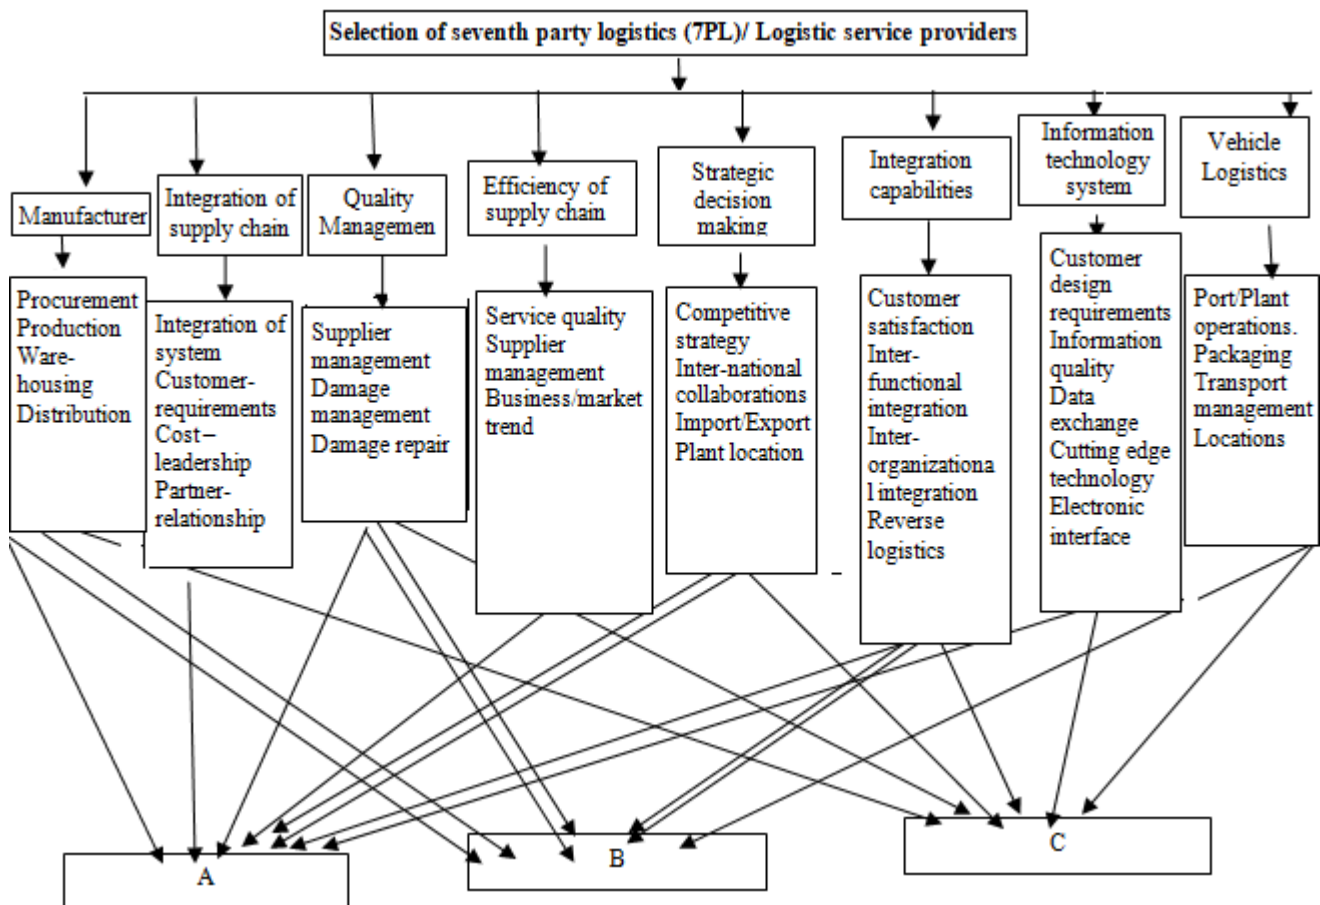 Selection of seventh party logistics (7PL)/ Logistic service providers
Manufacturer
Integration of
supply chain
Quality
Managemen
Efficiency of
supply chain
Strategic
decision
making
Integration
capabilities
Information
technology
system
Vehicle
Logistics
Procurement
Production
Ware-
housing
Distribution
Integration of
system
Customer-
requirements
Cost–
leadership
Partner-
relationship
Supplier
management
Damage
management
Damage repair
Service quality
Supplier
management
Business/market
trend
Competitive
strategy
Inter-national
collaborations
Import/Export
Plant location
Customer
satisfaction
Inter-
functional
integration
Inter-
organizationa
l integration
Reverse
logistics
Customer
design
requirements
Information
quality
Data
exchange
Cutting edge
technology
Electronic
interface
Port/Plant
operations.
Packaging
Transport
management
Locations
A
B
C